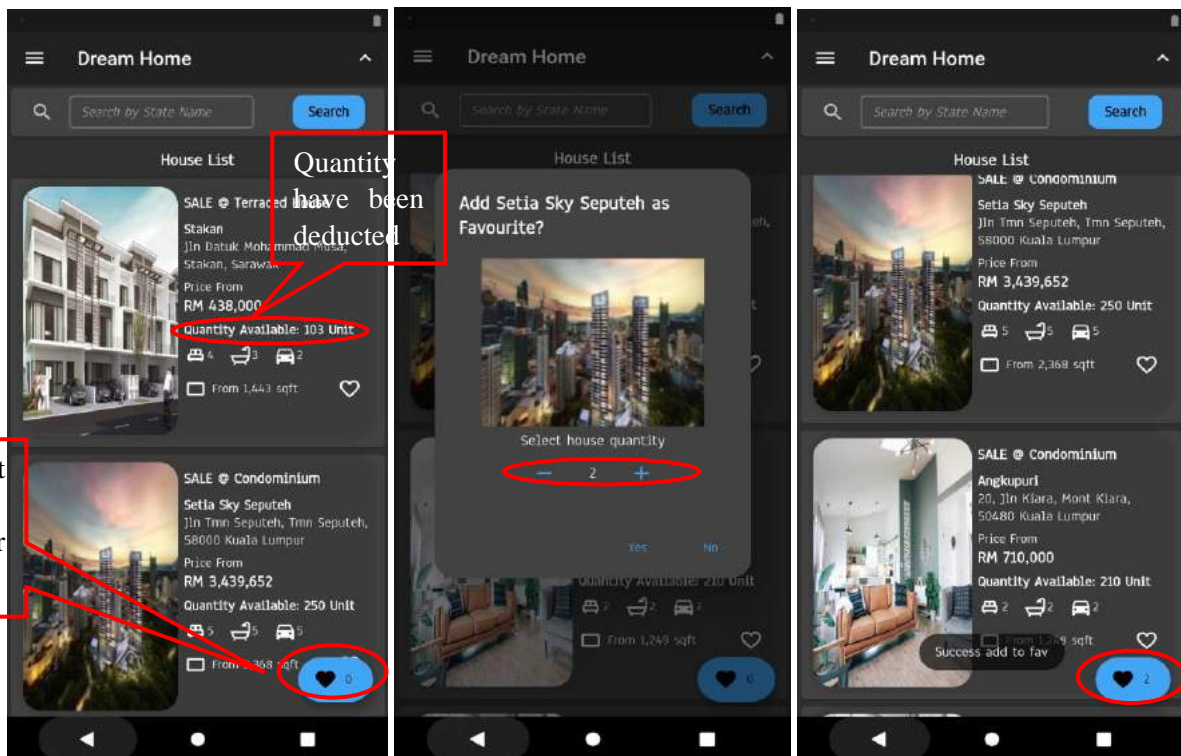 Dream Home
Search by State Name
Search
House List
SALE @ Terraced House
Stakan
Jln Datuk Mohammad Musa,
Stakan, Sarawak
Price From
RM 438,000
Quantity Available: 103 Unit
4 3 2
From 1,443 sqft
SALE @ Condominium
Setia Sky Seputeh
Jln Tmn Seputeh, Tmn Seputeh,
58000 Kuala Lumpur
Price From
RM 3,439,652
Quantity Available: 250 Unit
5 5 5
From 2,368 sqft
0
Quantity
have been
deducted
t
r
Dream Home
Search by State Name
Search
House List
Add Setia Sky Seputeh as
Favourite?
Select house quantity
2
Yes No
Quantity Available: 210 Unit
2 2 2
From 1,249 sqft
0
Dream Home
Search by State Name
Search
House List
SALE @ Condominium
Setia Sky Seputeh
Jln Tmn Seputeh, Tmn Seputeh,
58000 Kuala Lumpur
Price From
RM 3,439,652
Quantity Available: 250 Unit
5 5 5
From 2,368 sqft
SALE @ Condominium
Angkupuri
20, Jln Kiara, Mont Kiara,
50480 Kuala Lumpur
Price From
RM 710,000
Quantity Available: 210 Unit
2 2 2
From 1,249 sqft
Success add to fav
2